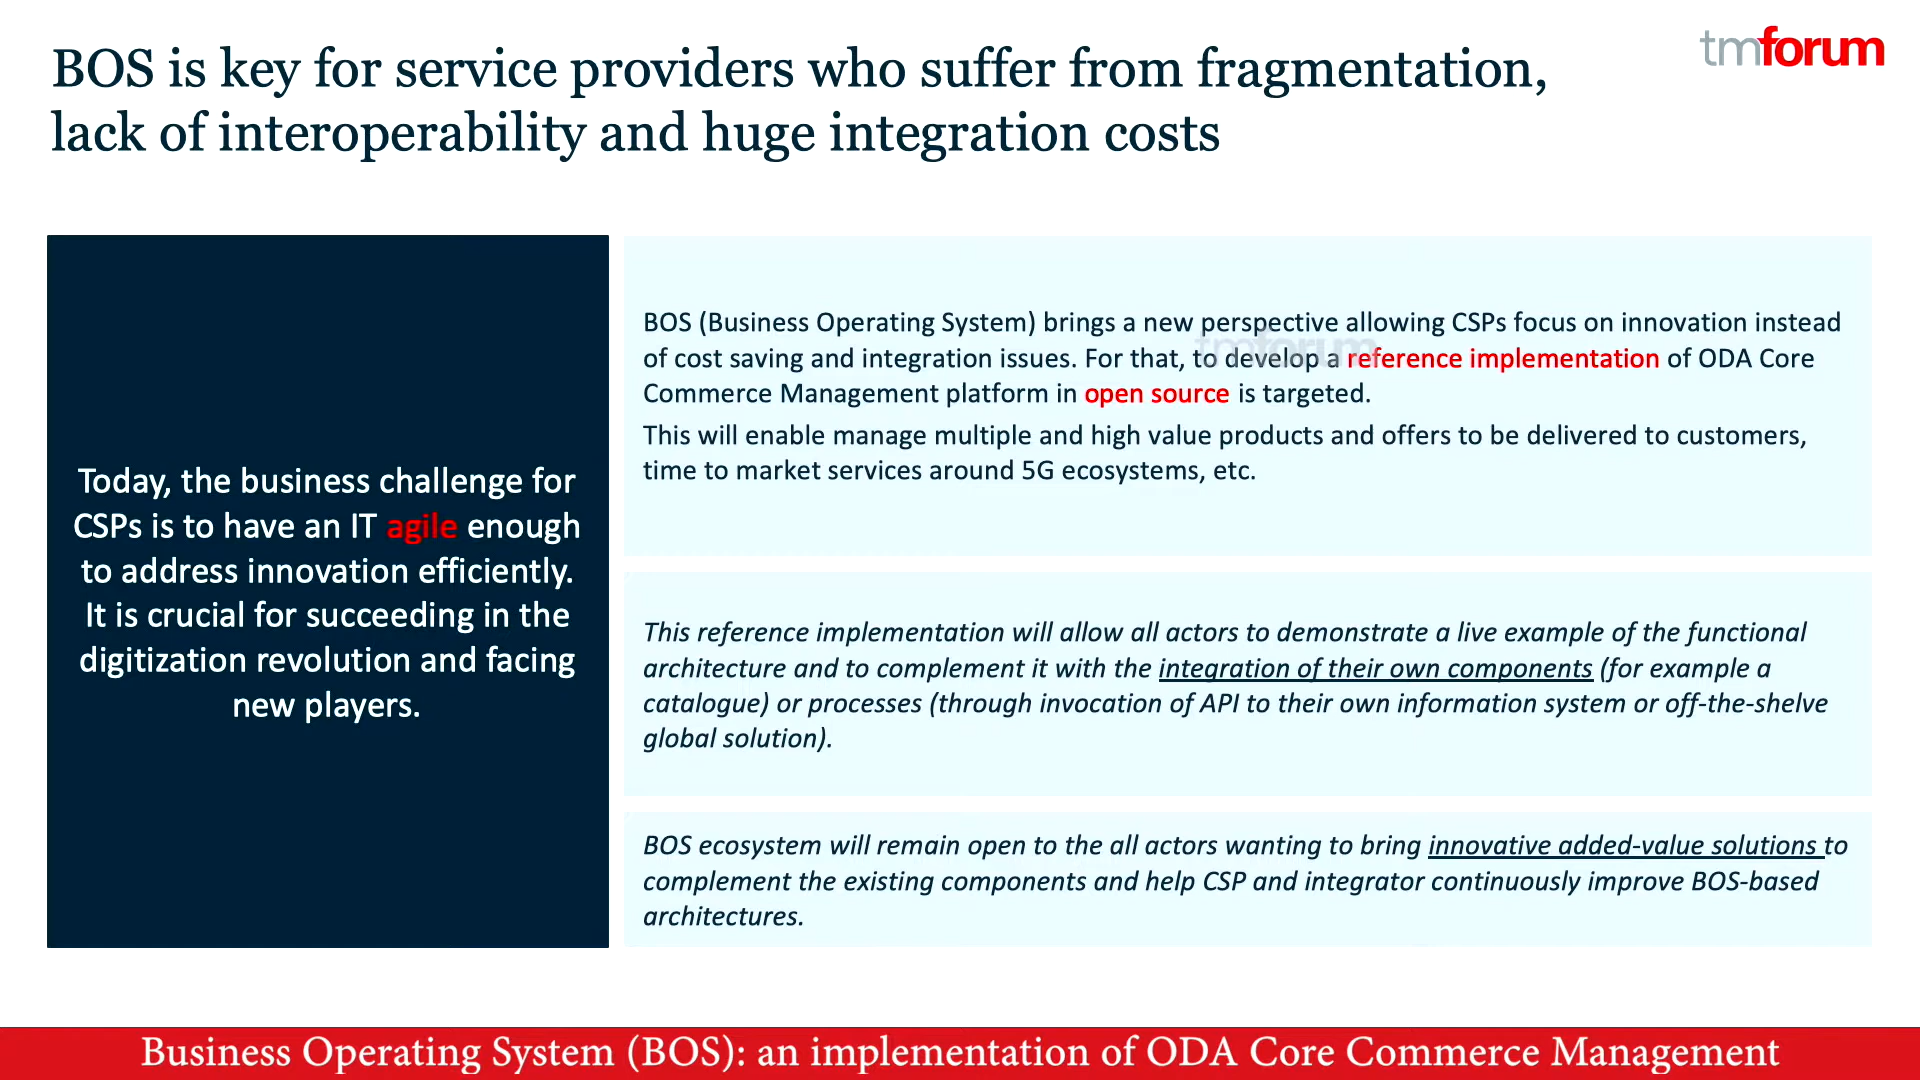 BOS is key for service providers who suffer from fragmentation,
lack of interoperability and huge integration costs
tmforum
Today, the business challenge for
CSPs is to have an IT agile enough
to address innovation efficiently.
It is crucial for succeeding in the
digitization revolution and facing
new players.
BOS (Business Operating System) brings a new perspective allowing CSPs focus on innovation instead
of cost saving and integration issues. For that, to develop a reference implementation of ODA Core
Commerce Management platform in open source is targeted.
This will enable manage multiple and high value products and offers to be delivered to customers,
time to market services around 5G ecosystems, etc.
tmforum
This reference implementation will allow all actors to demonstrate a live example of the functional
architecture and to complement it with the integration of their own components (for example a
catalogue) or processes (through invocation of API to their own information system or off-the-shelve
global solution).
BOS ecosystem will remain open to the all actors wanting to bring innovative added-value solutions to
complement the existing components and help CSP and integrator continuously improve BOS-based
architectures.
Business Operating System (BOS): an implementation of ODA Core Commerce Management